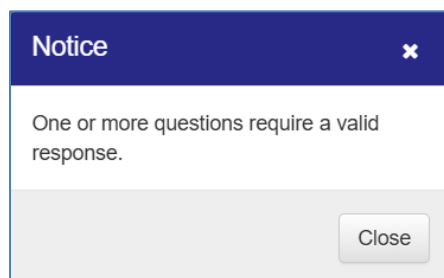 Notice
One or more questions require a valid
response.
Close